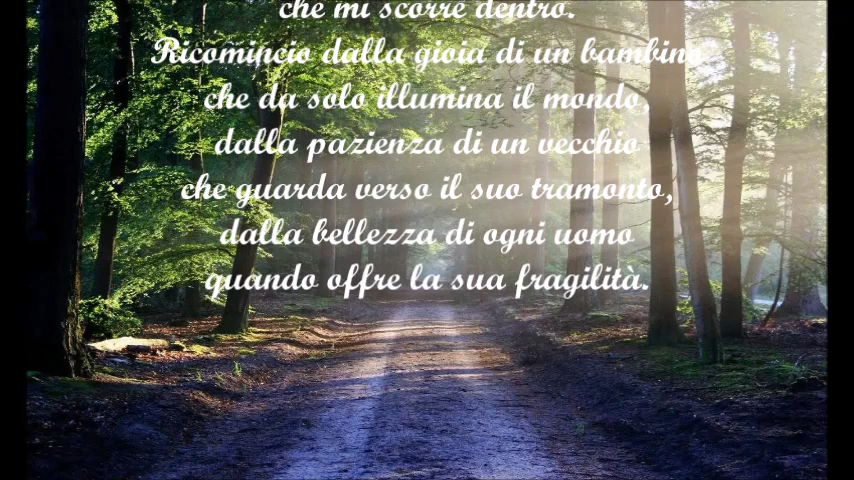 che mi scorre dentro.
Ricomincio dalla gioia di un bambino
che da solo illumina il mondo,
dalla pazienza di un vecchio
che guarda verso il suo tramonto,
dalla bellezza di ogni uomo
quando offre la sua fragilità.